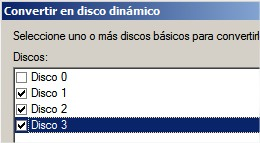 Convertir en disco dinámico
Seleccione uno o más discos básicos para convertirl
Discos:
Disco 0
Disco 1
Disco 2
Disco 3